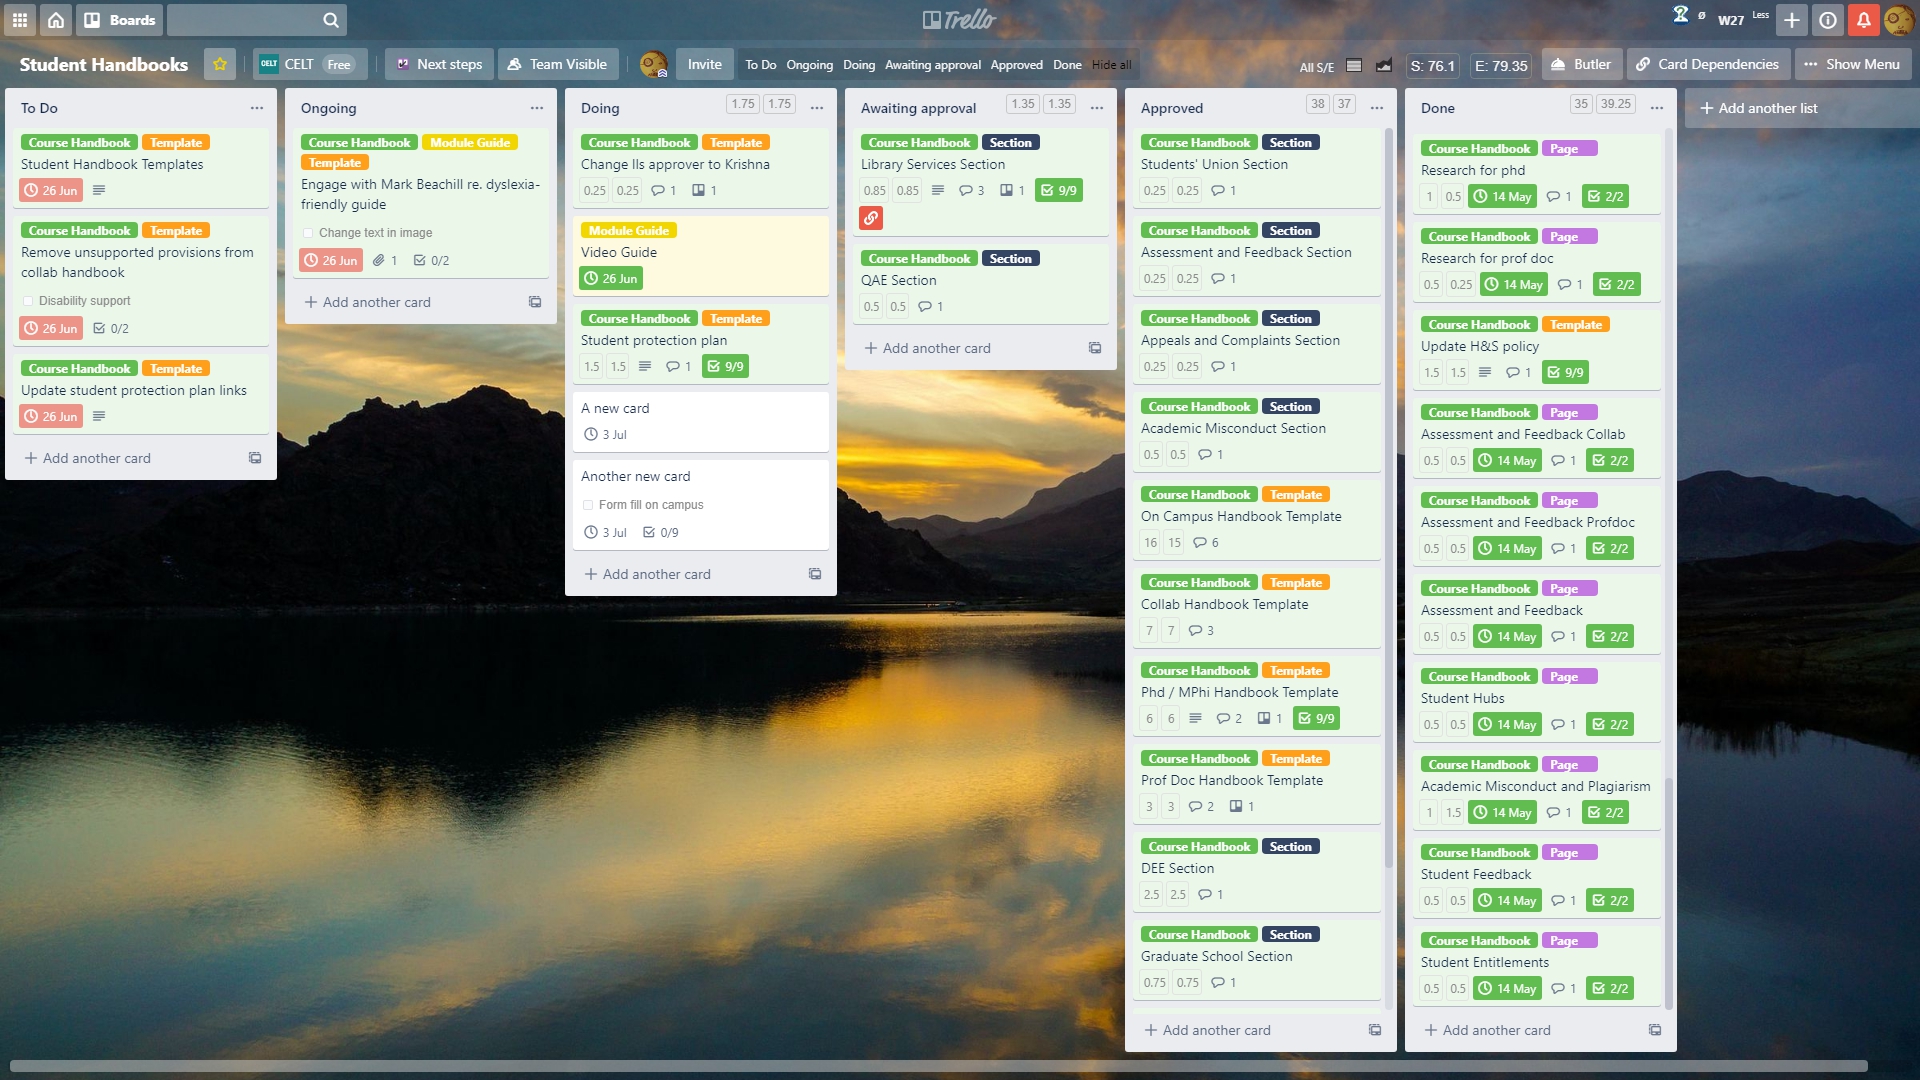 Boards
Trello
W27
Less
Student Handbooks
CELT
CELT
Free
Next steps
Team Visible
Invite
To Do Ongoing Doing Awaiting approval Approved Done Hide all
All S/E
S: 76.1
E: 79.35
Butler
Card Dependencies
Show Menu
To Do
Course Handbook Template
Student Handbook Templates
26 Jun
Course Handbook Template
Remove unsupported provisions from
collab handbook
Disability support
26 Jun 0/2
Course Handbook Template
Update student protection plan links
26 Jun
Add another card
Ongoing
Course Handbook Module Guide
Template
Engage with Mark Beachill re. dyslexia-
friendly guide
Change text in image
26 Jun 1 0/2
Add another card
Doing 1.75 1.75
Course Handbook Template
Change lls approver to Krishna
0.25 0.25 1 1
Module Guide
Video Guide
26 Jun
Course Handbook Template
Student protection plan
1.5 1.5 1 9/9
A new card
3 Jul
Another new card
Form fill on campus
3 Jul 0/9
Add another card
Awaiting approval 1.35 1.35
Course Handbook Section
Library Services Section
0.85 0.85 3 1 9/9
Course Handbook Section
QAE Section
0.5 0.5 1
Add another card
Approved 38 37
Course Handbook Section
Students' Union Section
0.25 0.25 1
Course Handbook Section
Assessment and Feedback Section
0.25 0.25 1
Course Handbook Section
Appeals and Complaints Section
0.25 0.25 1
Course Handbook Section
Academic Misconduct Section
0.5 0.5 1
Course Handbook Template
On Campus Handbook Template
16 15 6
Course Handbook Template
Collab Handbook Template
7 7 3
Course Handbook Template
Phd / MPhi Handbook Template
6 6 2 1 9/9
Course Handbook Template
Prof Doc Handbook Template
3 3 2 1
Course Handbook Section
DEE Section
2.5 2.5 1
Course Handbook Section
Graduate School Section
0.75 0.75 1
Add another card
Done 35 39.25
Course Handbook Page
Research for phd
1 0.5 14 May 1 2/2
Course Handbook Page
Research for prof doc
0.5 0.25 14 May 1 2/2
Course Handbook Template
Update H&S policy
1.5 1.5 1 9/9
Course Handbook Page
Assessment and Feedback Collab
0.5 0.5 14 May 1 2/2
Course Handbook Page
Assessment and Feedback Profdoc
0.5 0.5 14 May 1 2/2
Course Handbook Page
Assessment and Feedback
0.5 0.5 14 May 1 2/2
Course Handbook Page
Student Hubs
0.5 0.5 14 May 1 2/2
Course Handbook Page
Academic Misconduct and Plagiarism
1 1.5 14 May 1 2/2
Course Handbook Page
Student Feedback
0.5 0.5 14 May 1 2/2
Course Handbook Page
Student Entitlements
0.5 0.5 14 May 1 2/2
Add another card
Add another list